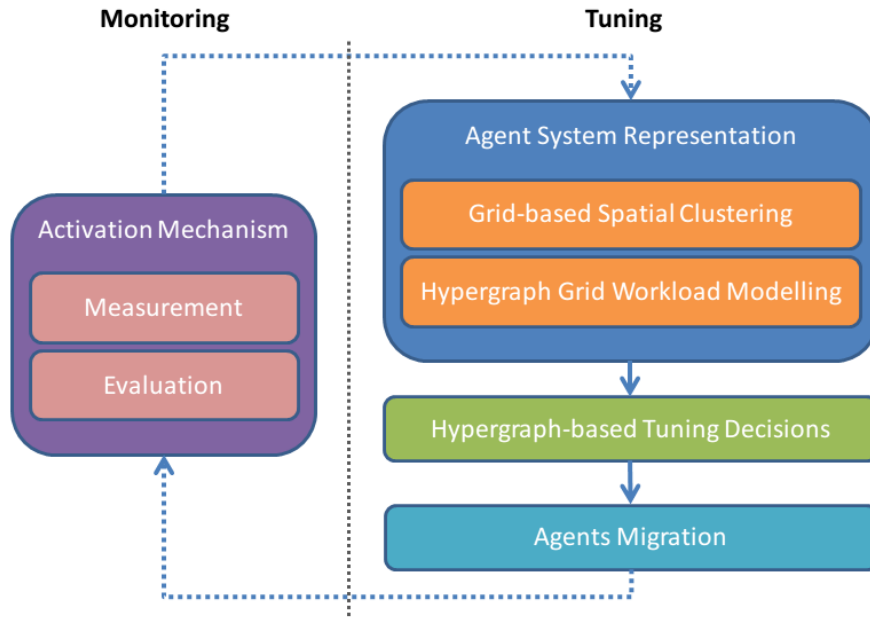 Monitoring
Tuning
Agent System Representation
Grid-based Spatial Clustering
Activation Mechanism
Hypergraph Grid Workload Modelling
Measurement
Evaluation
Hypergraph-based Tuning Decisions
Agents Migration